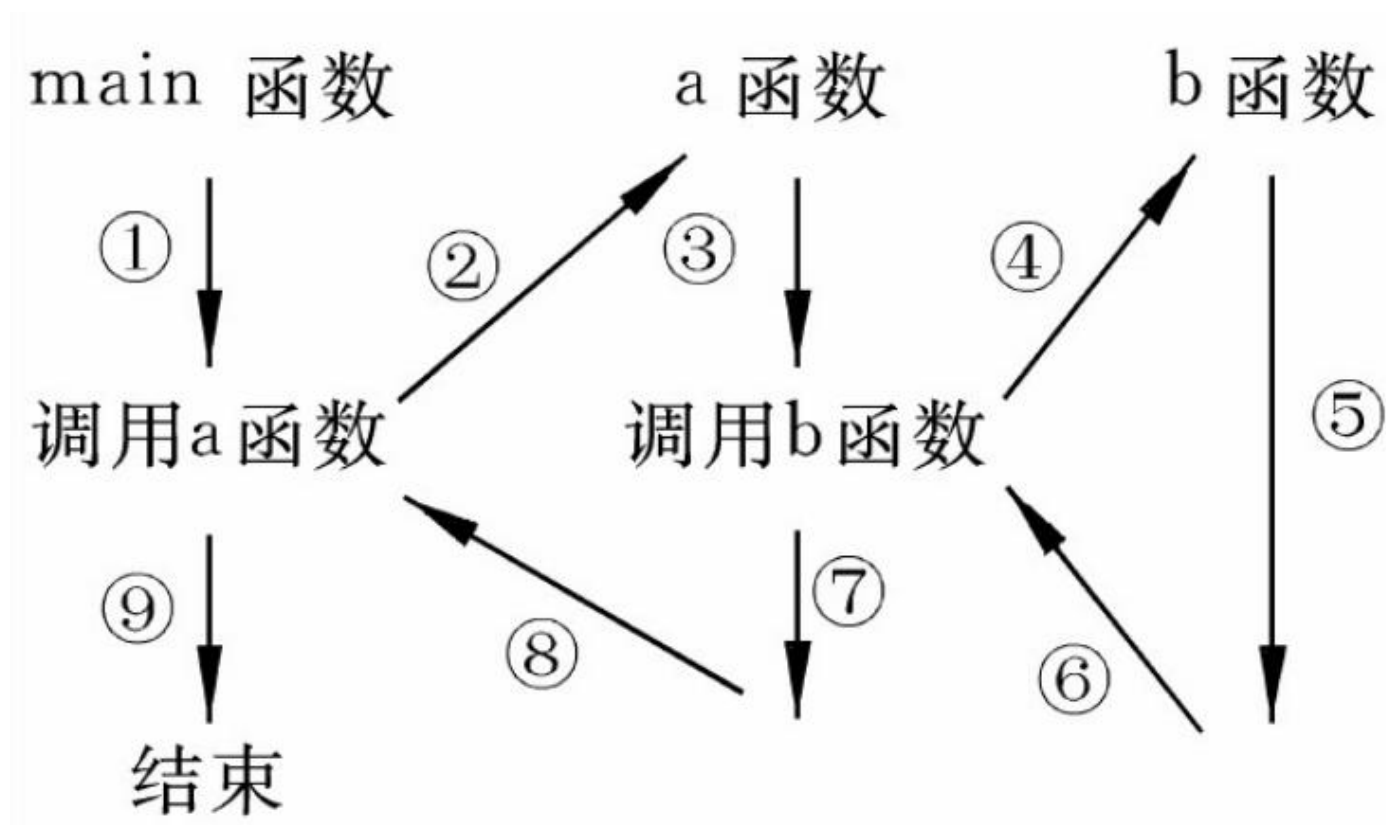 main 函数 a 函数 b 函数
① ② ③ ④
调用a函数 调用b函数 ⑤
⑨ ⑧ ⑦ ⑥
结束